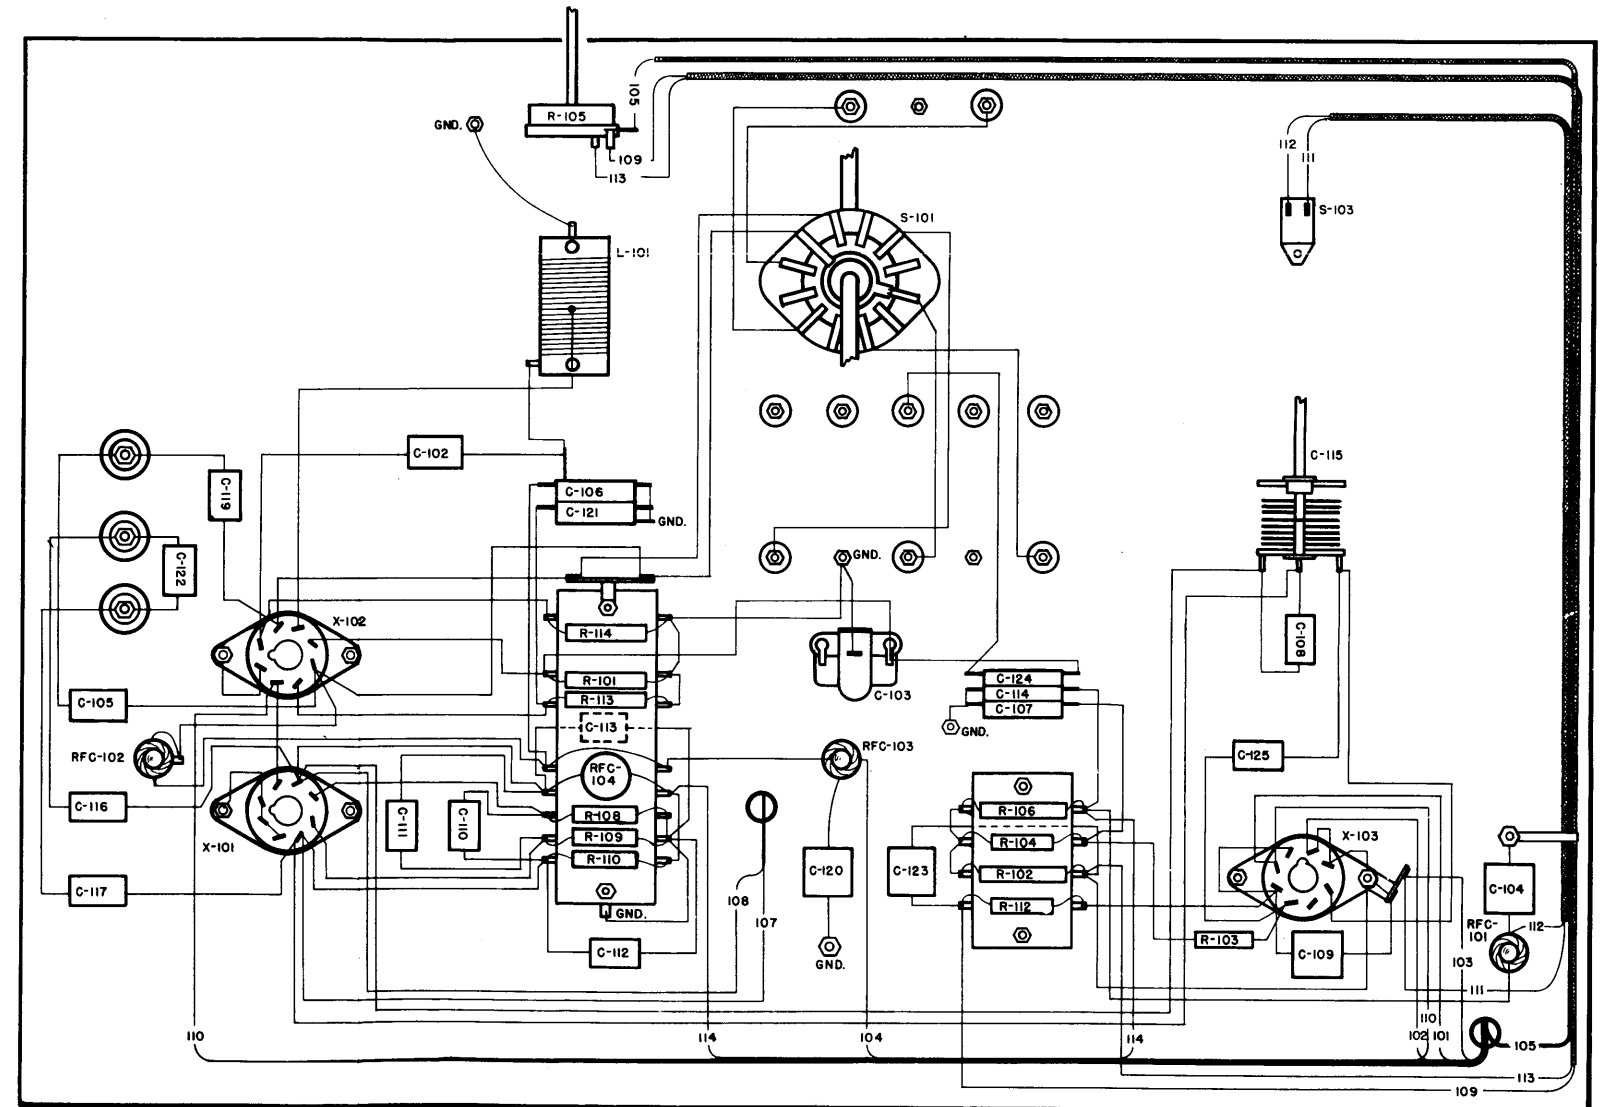 105
R-105
GND.
109
113
112
111
S-103
S-101
L-101
C-102
C-115
C-119
C-106
C-121
GND.
C-122
GND.
X-102
R-114
C-108
R-101
C-103
C-124
C-105
R-113
C-114
C-107
C-113
GND.
RFC-102
RFC-103
C-125
RFC-
104
C-116
R-108
R-106
C-111
C-110
X-101
R-109
R-104
X-103
R-110
C-120
C-123
R-102
C-117
C-104
108
R-112
GND.
107
RFC-
101
112
R-103
C-112
C-109
103
GND.
111
110
110
114
104
114
102
101
105
113
109